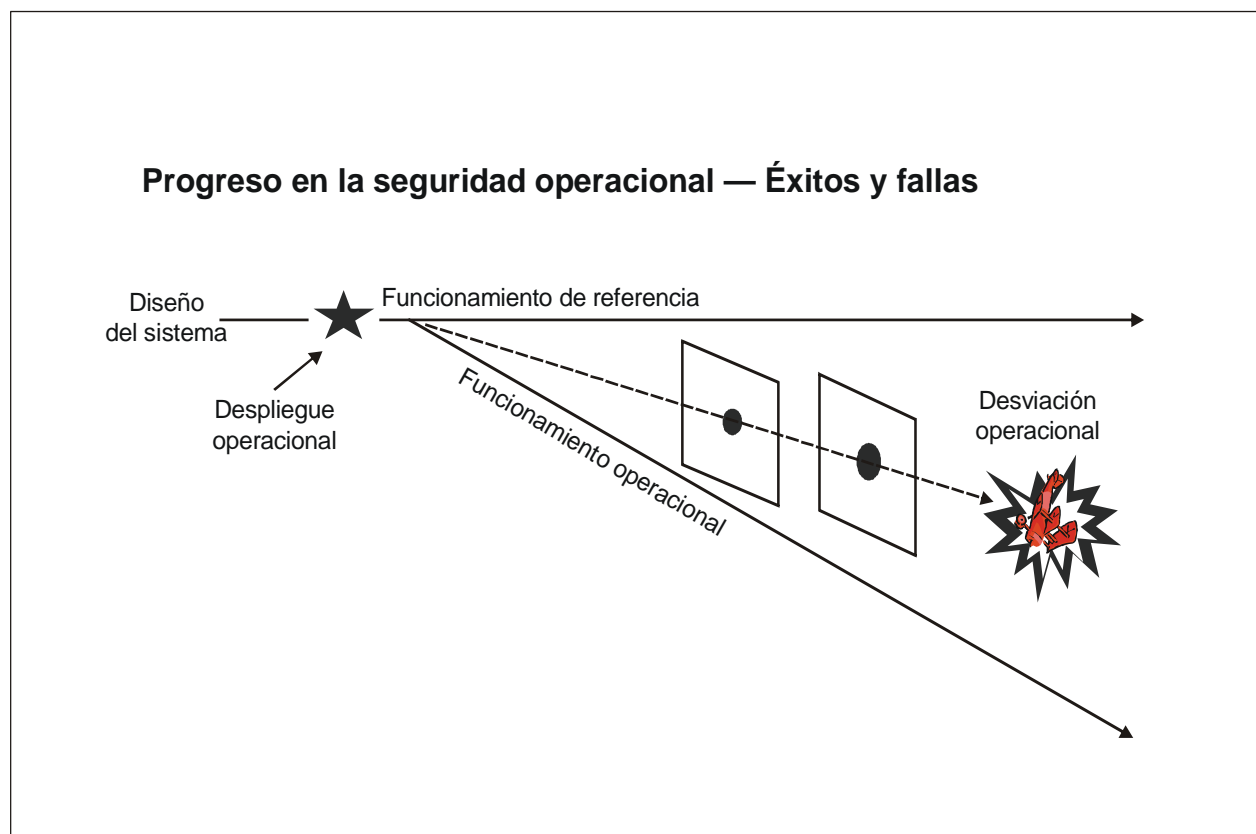 Progreso en la seguridad operacional — Éxitos y fallas
Diseño
del sistema
Funcionamiento de referencia
Despliegue
operacional
Funcionamiento operacional
Desviación
operacional